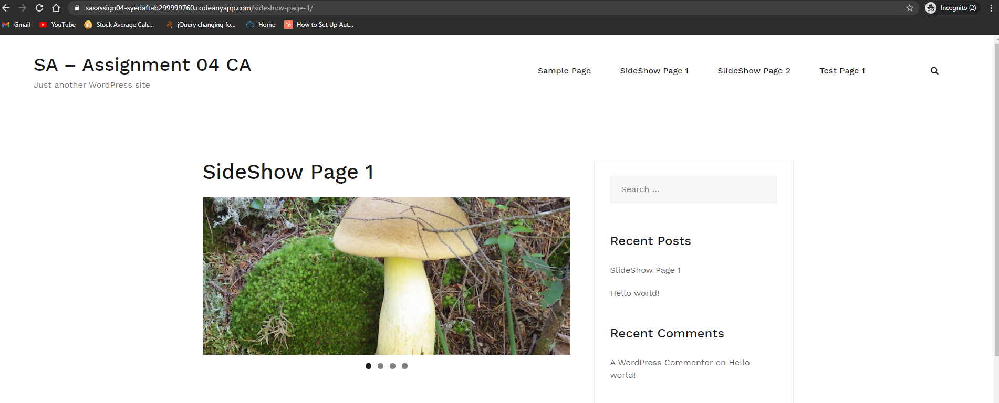 saxassign04-syedaftab299999760.codeanyapp.com/sideshow-page-1/
Incognito (2)
Gmail
YouTube
Stock Average Calc...
jQuery changing fo...
Home
How to Set Up Aut...
SA – Assignment 04 CA
Just another WordPress site
Sample Page
SideShow Page 1
SlideShow Page 2
Test Page 1
SideShow Page 1
Search ...
Recent Posts
SlideShow Page 1
Hello world!
Recent Comments
A WordPress Commenter on Hello
world!